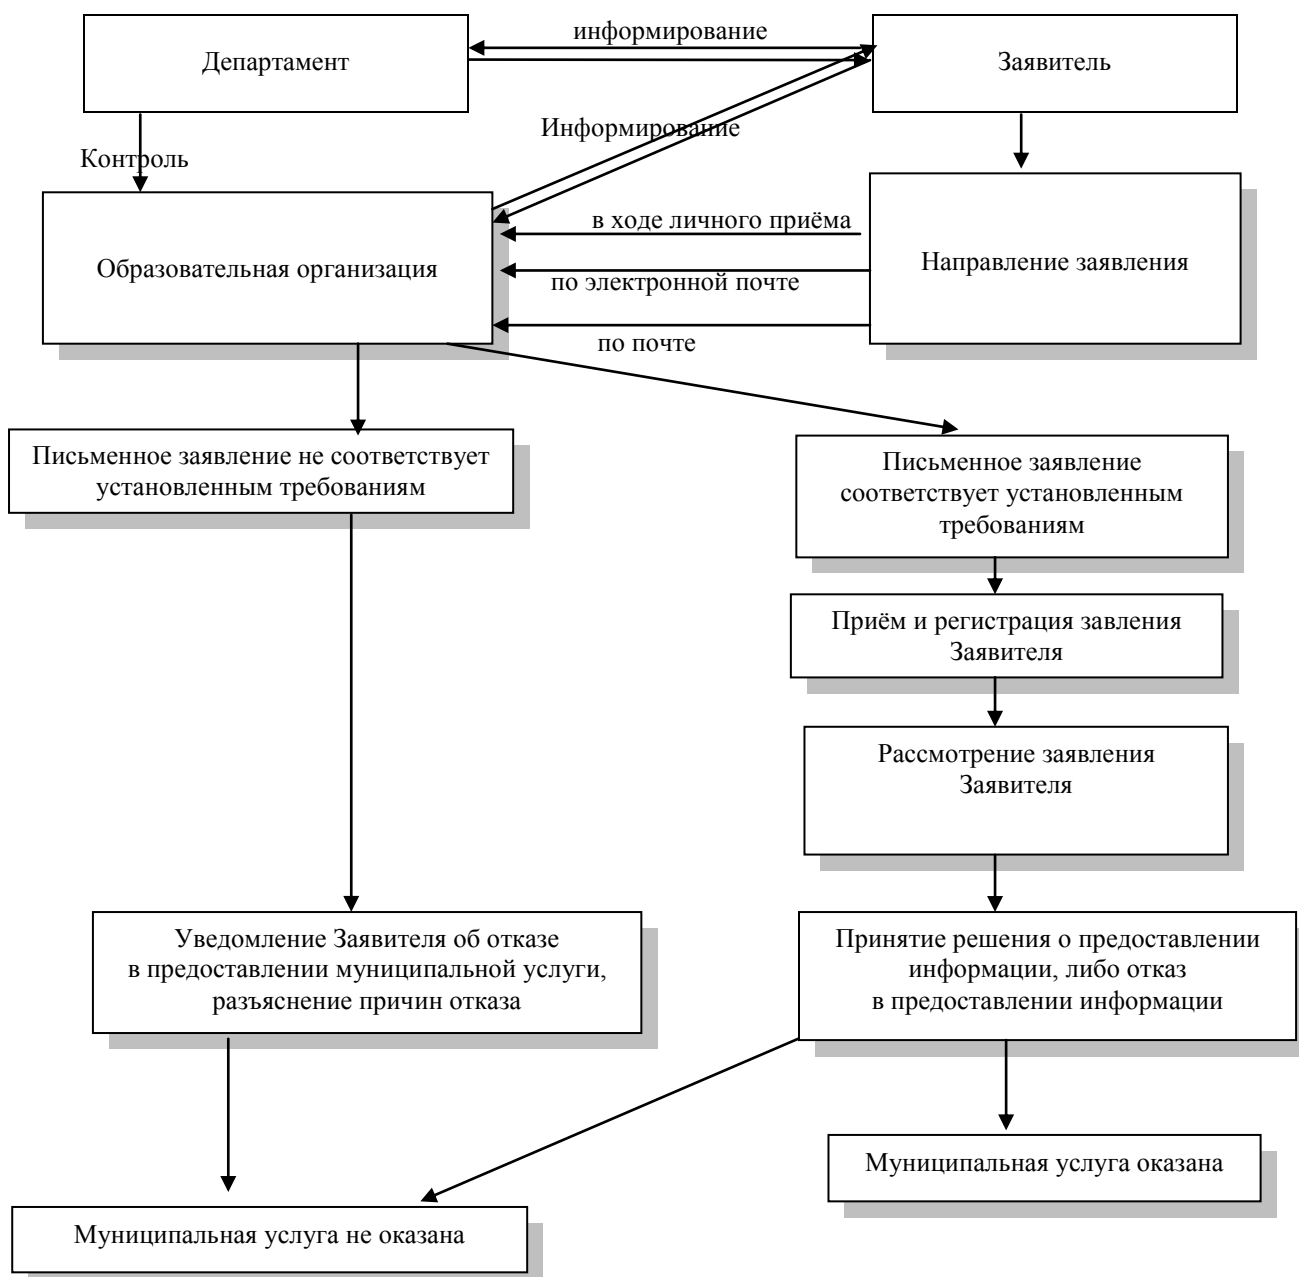 информирование
Департамент
Заявитель
Информирование
Контроль
в ходе личного приёма
Образовательная организация
Направление заявления
по электронной почте
по почте
Письменное заявление не соответствует
установленным требованиям
Письменное заявление
соответствует установленным
требованиям
Приём и регистрация завления
Заявителя
Рассмотрение заявления
Заявителя
Уведомление Заявителя об отказе
в предоставлении муниципальной услуги,
разъяснение причин отказа
Принятие решения о предоставлении
информации, либо отказ
в предоставлении информации
Муниципальная услуга оказана
Муниципальная услуга не оказана